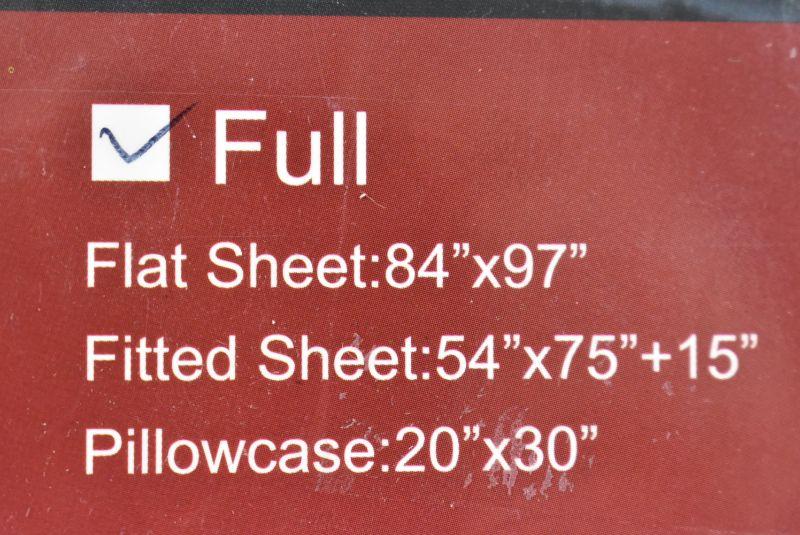 Full
Flat Sheet:84”x97”
Fitted Sheet:54”x75”+15”
Pillowcase:20”x30”